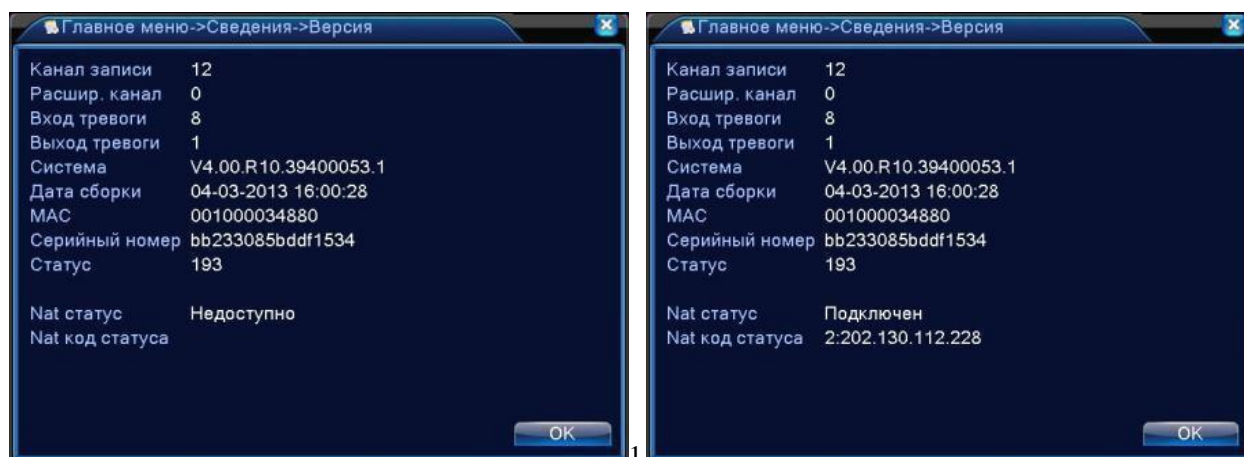 Главное меню->Сведения->Версия
Канал записи 12
Расшир. канал 0
Вход тревоги 8
Выход тревоги 1
Система V4.00.R10.39400053.1
Дата сборки 04-03-2013 16:00:28
MAC 001000034880
Серийный номер bb233085bddf1534
Статус 193
Nat статус Недоступно
Nat код статуса
OK
1
Главное меню->Сведения->Версия
Канал записи 12
Расшир. канал 0
Вход тревоги 8
Выход тревоги 1
Система V4.00.R10.39400053.1
Дата сборки 04-03-2013 16:00:28
MAC 001000034880
Серийный номер bb233085bddf1534
Статус 193
Nat статус Подключен
Nat код статуса 2:202.130.112.228
OK